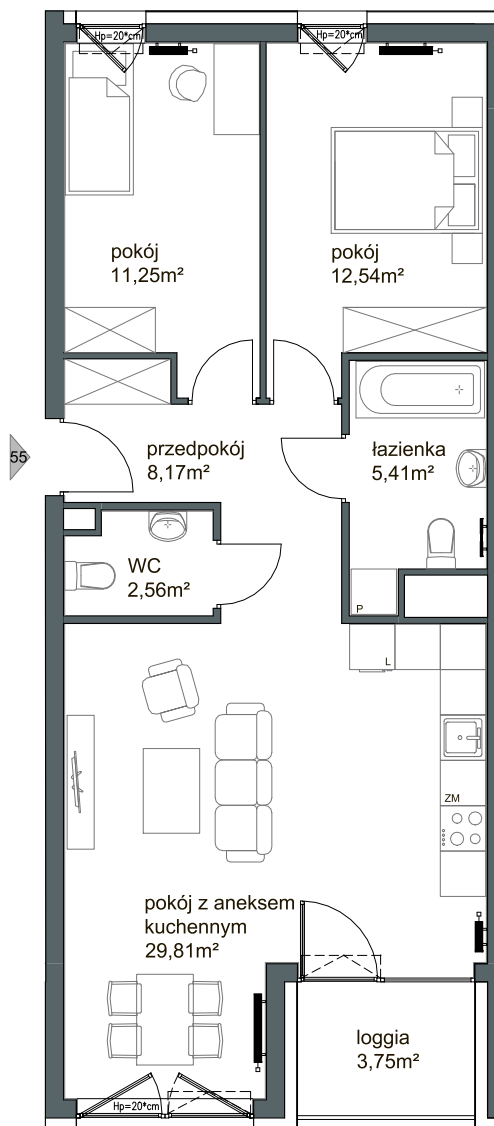 Hp=20*cm
Hp=20*cm
pokój
11,25m²
pokój
12,54m²
55
przedpokój
8,17m²
łazienka
5,41m²
WC
2,56m²
P
L
ZM
pokój z aneksem
kuchennym
29,81m²
loggia
3,75m²
Hp=20*cm